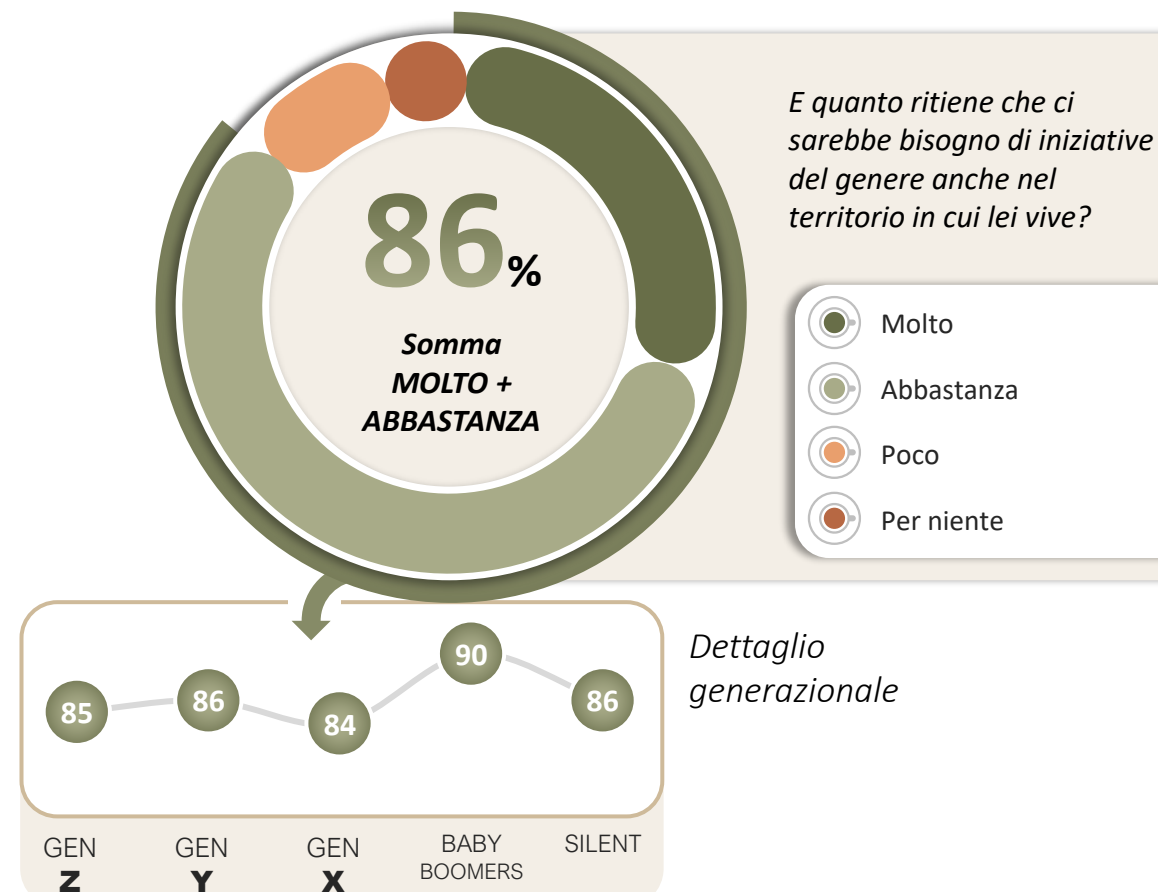 E quanto ritiene che ci
sarebbe bisogno di iniziative
del genere anche nel
territorio in cui lei vive?
86%
Somma
MOLTO +
ABBASTANZA
Molto
Abbastanza
Poco
Per niente
Dettaglio
generazionale
85
86
84
90
86
GEN
Z
GEN
Y
GEN
X
BABY
BOOMERS
SILENT